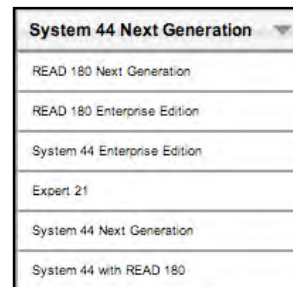 System 44 Next Generation
READ 180 Next Generation
READ 180 Enterprise Edition
System 44 Enterprise Edition
Expert 21
System 44 Next Generation
System 44 with READ 180